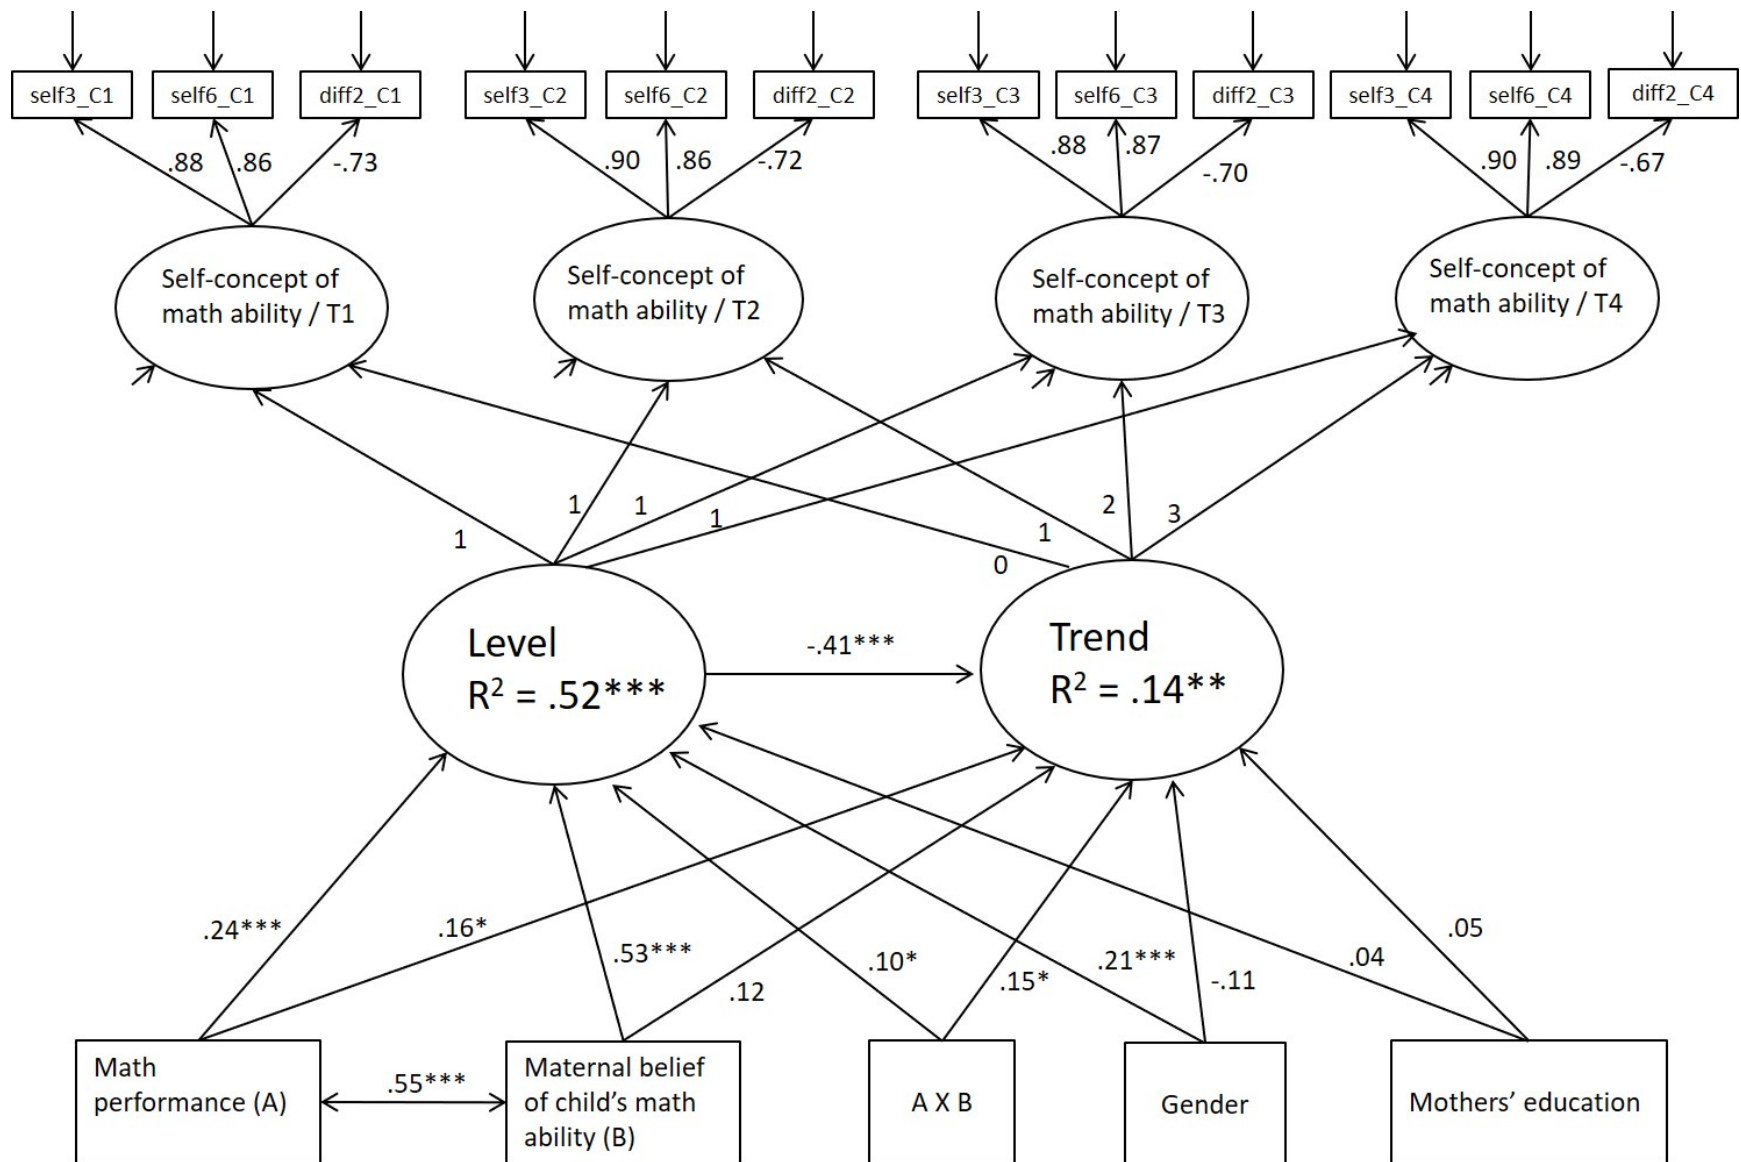 self3_C1
self6_C1
diff2_C1
self3_C2
self6_C2
diff2_C2
self3_C3
self6_C3
diff2_C3
self3_C4
self6_C4
diff2_C4
.88
.86
-.73
.90
.86
-.72
.88
.87
-.70
.90
.89
-.67
Self-concept of
math ability / T1
Self-concept of
math ability / T2
Self-concept of
math ability / T3
Self-concept of
math ability / T4
1
1
1
1
0
1
2
3
Level
R² = .52***
-.41***
Trend
R² = .14**
.24***
.16*
.53***
.12
.10*
.15*
.21***
-.11
.04
.05
Math
performance (A)
.55***
Maternal belief
of child’s math
ability (B)
A X B
Gender
Mothers’ education